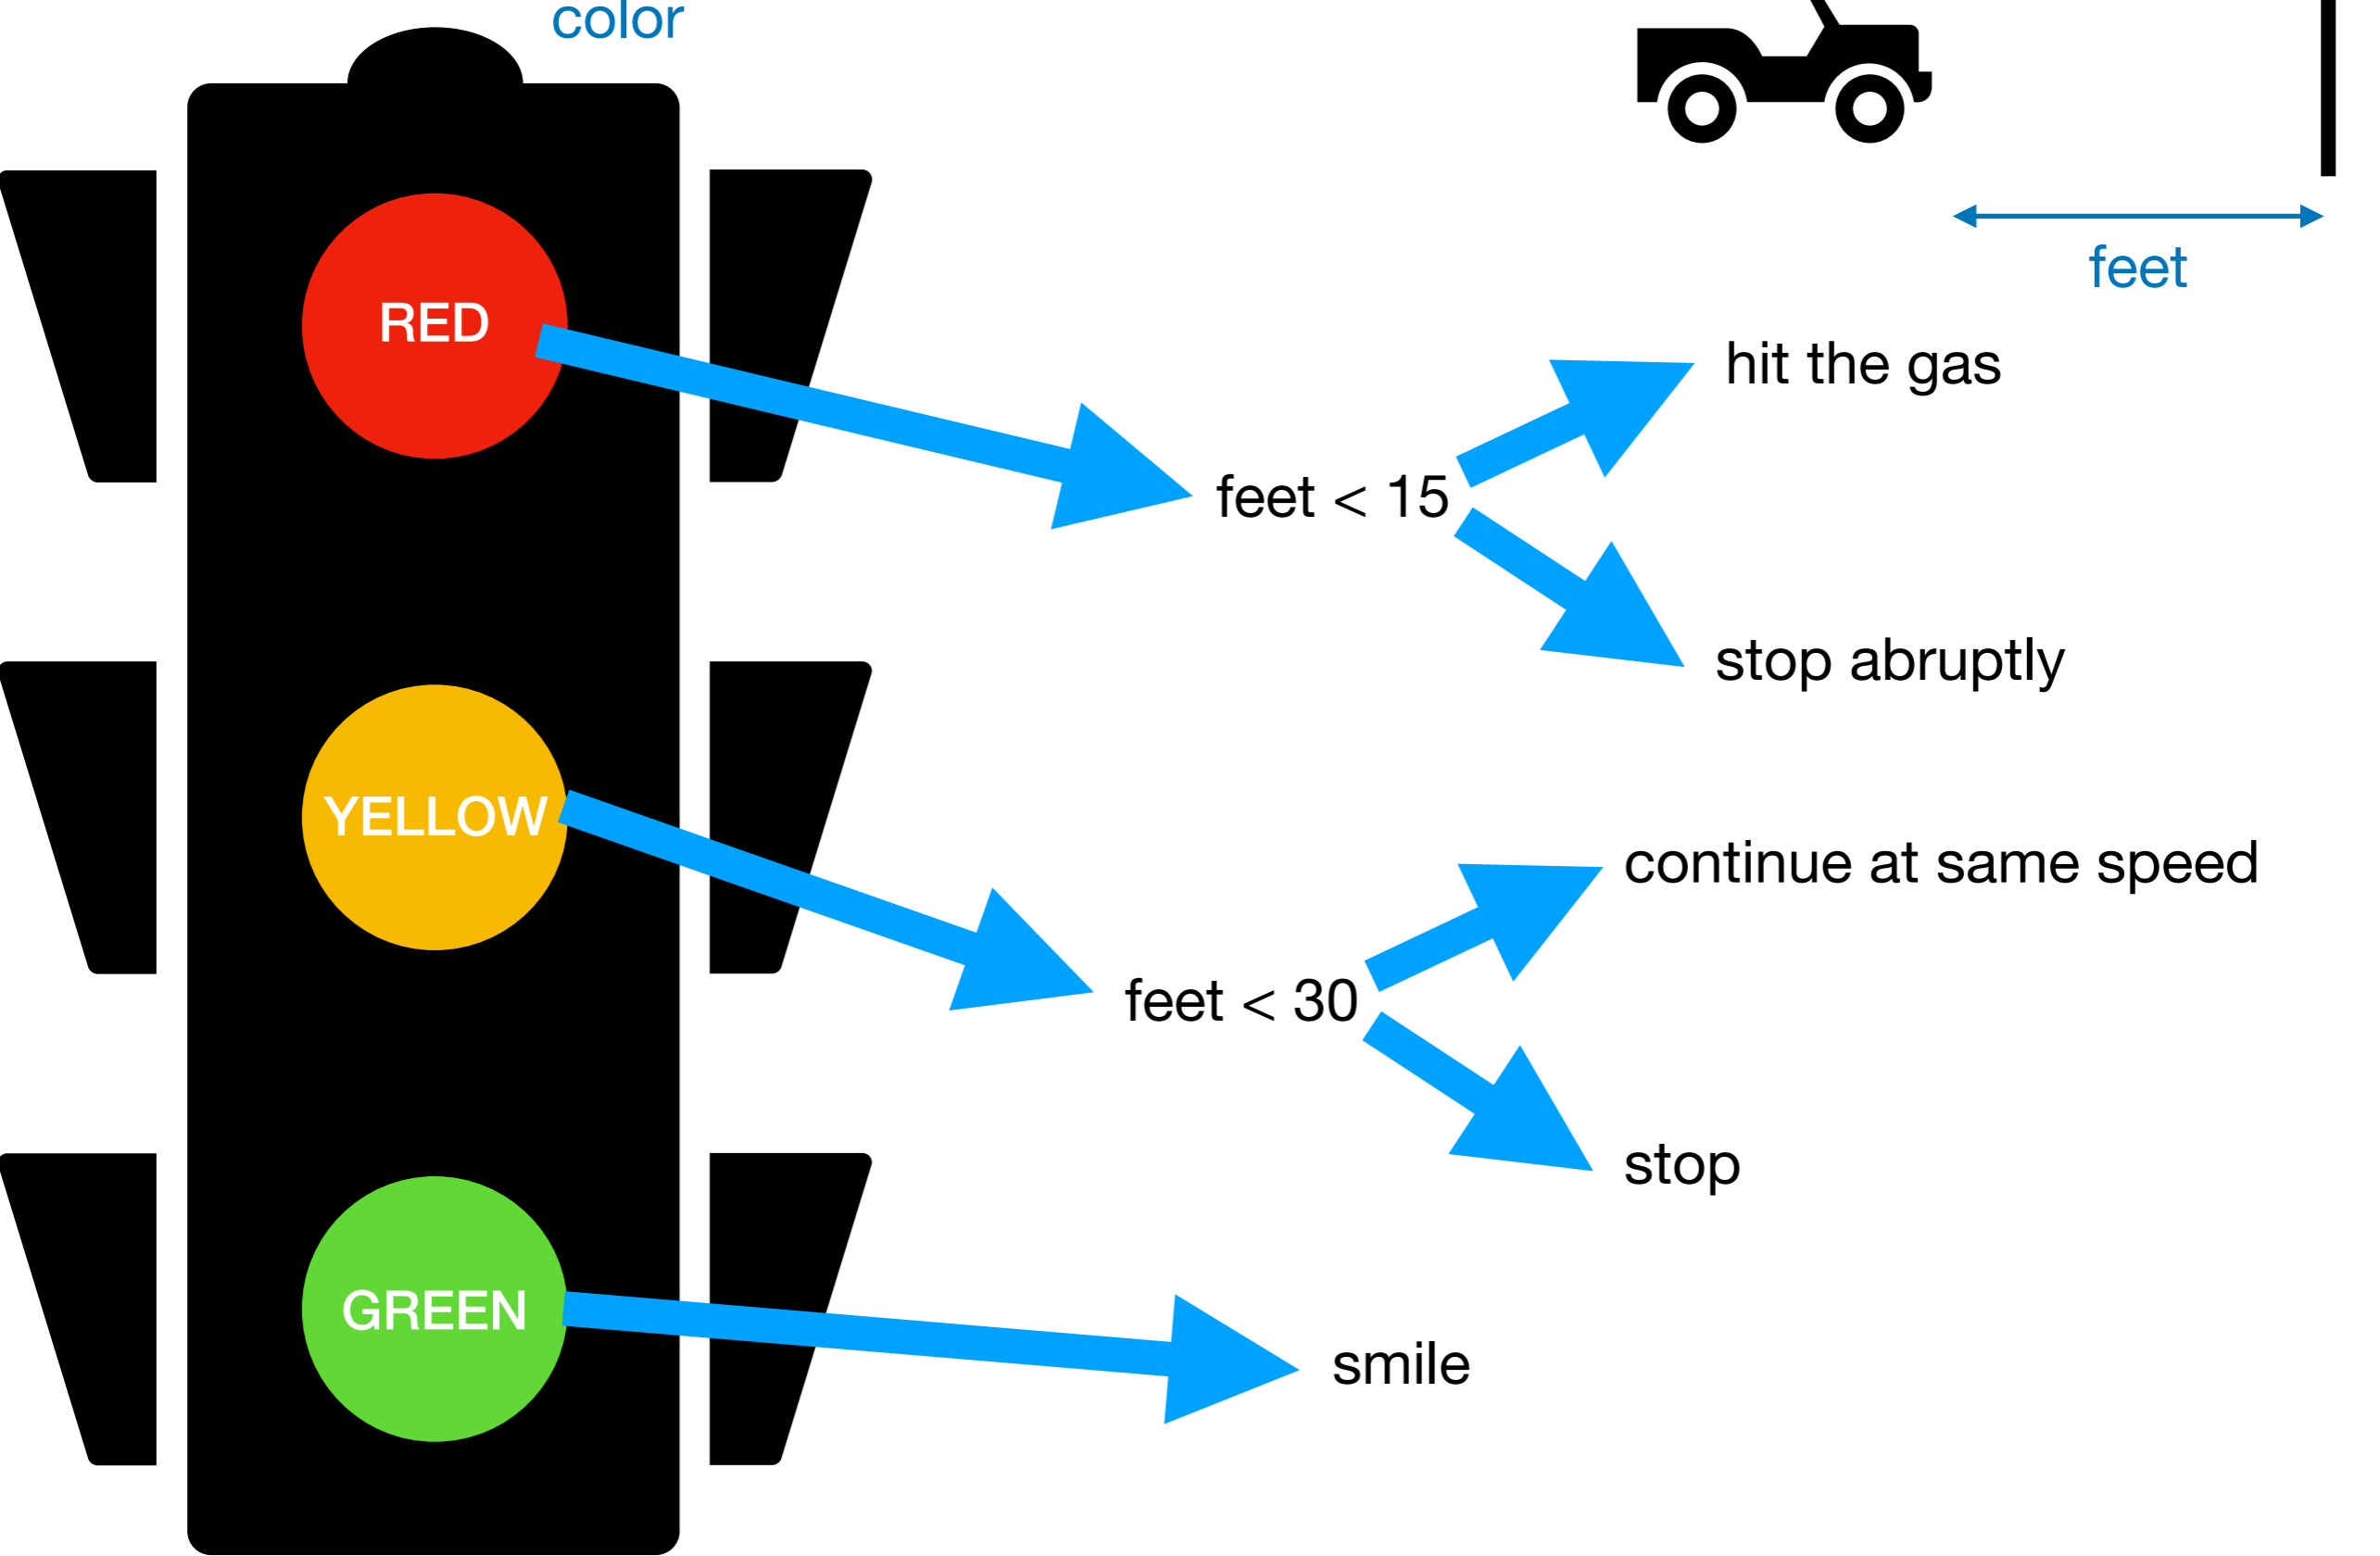 color
feet
RED
hit the gas
feet < 15
stop abruptly
YELLOW
continue at same speed
feet < 30
stop
GREEN
smile